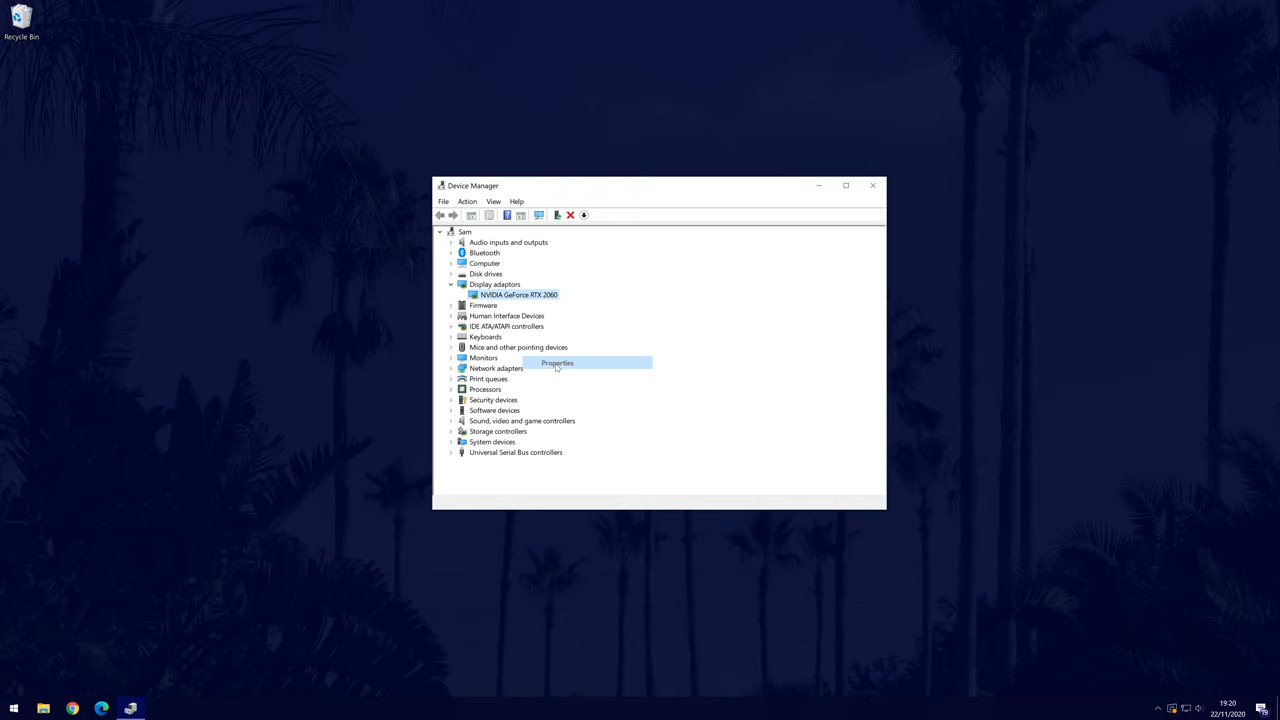 Recycle Bin
Device Manager
File Action View Help
Sam
Audio inputs and outputs
Bluetooth
Computer
Disk drives
Display adaptors
NVIDIA GeForce RTX 2060
Firmware
Human Interface Devices
IDE ATA/ATAPI controllers
Keyboards
Mice and other pointing devices
Monitors
Properties
Network adapters
Print queues
Processors
Security devices
Software devices
Sound, video and game controllers
Storage controllers
System devices
Universal Serial Bus controllers
19:20
22/11/2020
19